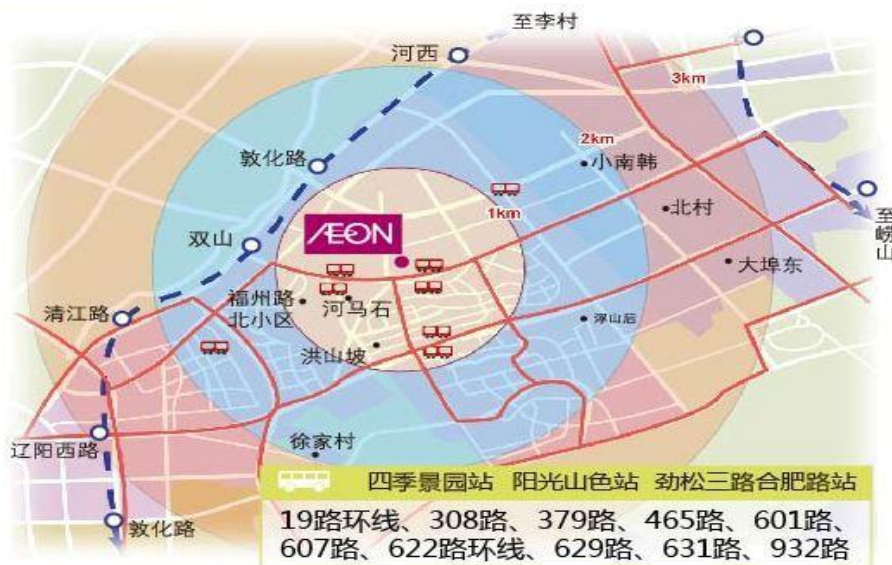 至李村
河西
3km
2km
敦化路
小南韩
1km
北村
至
崂
山
双山
ÆON
大埠东
福州路
北小区
河马石
清江路
浮山后
洪山坡
辽阳西路
徐家村
四季景园站 阳光山色站 劲松三路合肥路站
敦化路
19路环线、308路、379路、465路、601路、
607路、622路环线、629路、631路、932路